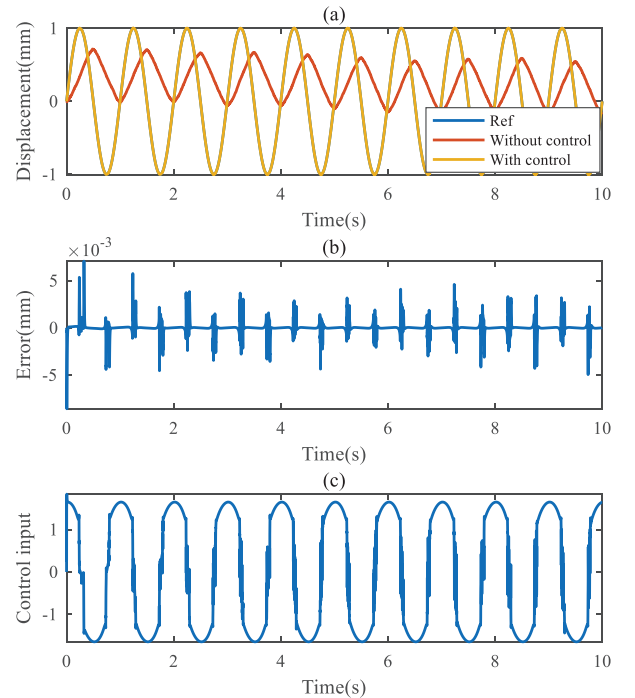 (a)
1
0
-1
Displacement(mm)
Ref
Without control
With control
0 2 4 6 8 10
Time(s)
(b)
×10⁻³
5
0
-5
Error(mm)
0 2 4 6 8 10
Time(s)
(c)
1
0
-1
Control input
0 2 4 6 8 10
Time(s)